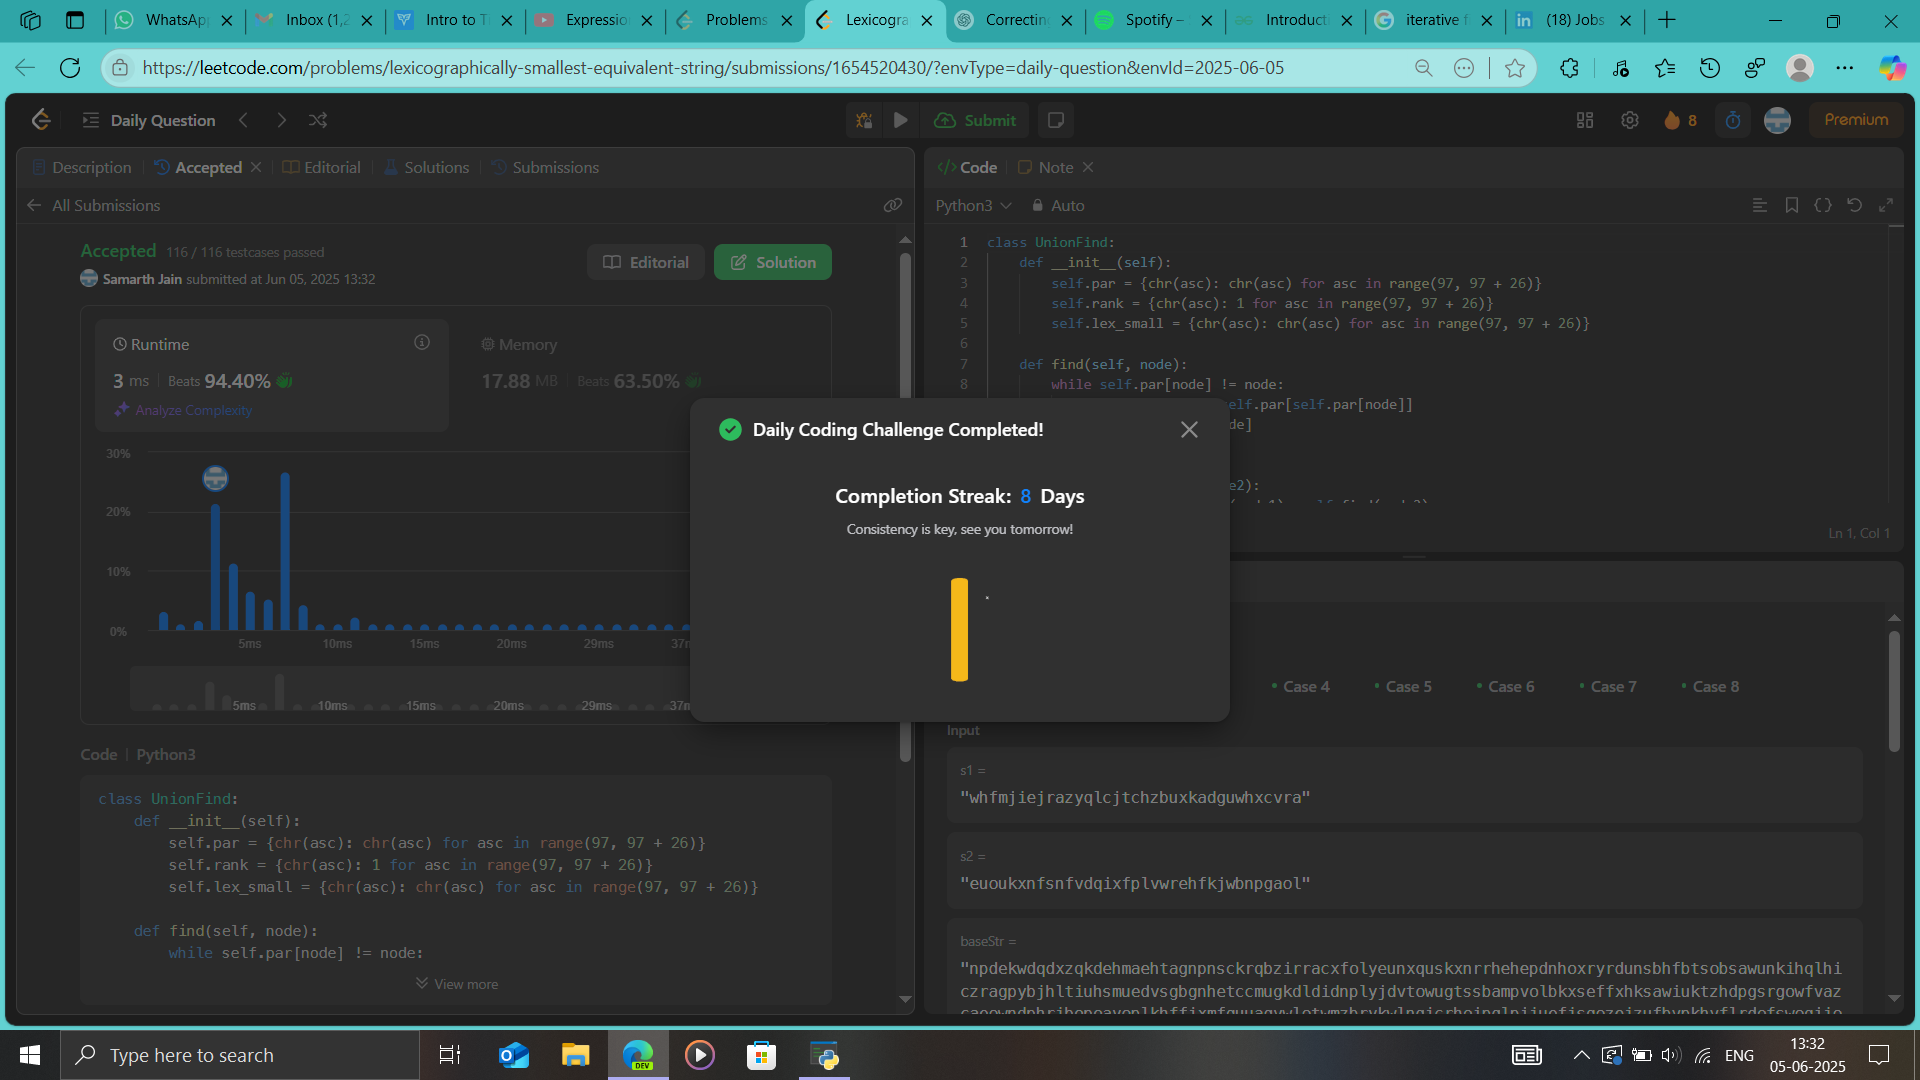 WhatsApp
Inbox (1,2
Intro to T
Expressio
Problems
Lexicogra
Correctin
Spotify –
Introducti
iterative f
(18) Jobs
https://leetcode.com/problems/lexicographically-smallest-equivalent-string/submissions/1654520430/?envType=daily-question&envId=2025-06-05
Daily Question
Submit
8
Premium
Description
Accepted
Editorial
Solutions
Submissions
All Submissions
Accepted 116 / 116 testcases passed
Samarth Jain submitted at Jun 05, 2025 13:32
Editorial
Solution
Runtime
3 ms
Beats 94.40%
Analyze Complexity
Memory
17.88 MB
Beats 63.50%
30%
20%
10%
0%
5ms 10ms 15ms 20ms 29ms 37m
5ms 10ms 15ms 20ms 29ms 37m
Code | Python3
class UnionFind:
def __init__(self):
self.par = {chr(asc): chr(asc) for asc in range(97, 97 + 26)}
self.rank = {chr(asc): 1 for asc in range(97, 97 + 26)}
self.lex_small = {chr(asc): chr(asc) for asc in range(97, 97 + 26)}
def find(self, node):
while self.par[node] != node:
View more
Daily Coding Challenge Completed!
Completion Streak: 8 Days
Consistency is key, see you tomorrow!
Code
Note
Python3
Auto
1 class UnionFind:
2 def __init__(self):
3 self.par = {chr(asc): chr(asc) for asc in range(97, 97 + 26)}
4 self.rank = {chr(asc): 1 for asc in range(97, 97 + 26)}
5 self.lex_small = {chr(asc): chr(asc) for asc in range(97, 97 + 26)}
6
7 def find(self, node):
8 while self.par[node] != node:
elf.par[self.par[node]]
de]
e2):
Ln 1, Col 1
Case 4
Case 5
Case 6
Case 7
Case 8
Input
s1 =
"whfmjiejrazyqlcjtchzbuxkadguwhxcvra"
s2 =
"euoukxnfsnfvdqixfplvwrehfkjwbnpgaol"
baseStr =
"npdekwdqdxzqkdehmaehtagnpnsckrqbzirracxfolyeunxquskxnrrhehepdnhoxryrdunsbhfbtsobsawunkihqlhi
czragpybjhltiuhsmuedvsgbgnhetccmugkdldidnplyjdvtowugtssbampvolbkxseffxhksawiuktzhdpgsrgowfvaz
Type here to search
DEV
ENG
13:32
05-06-2025